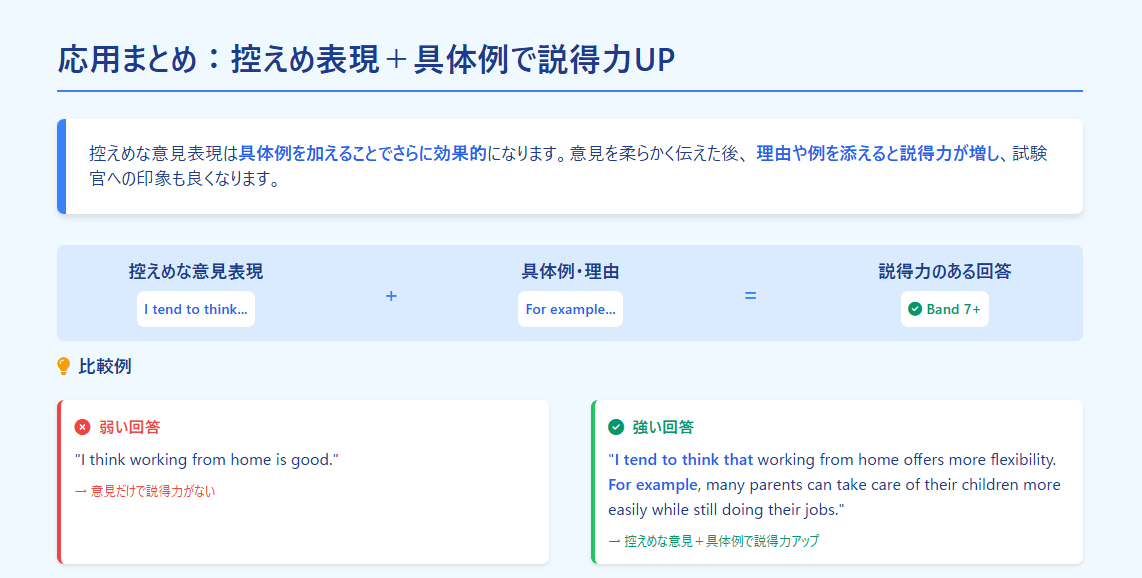 応用まとめ：控えめ表現＋具体例で説得力UP
控えめな意見表現は具体例を加えることでさらに効果的になります。意見を柔らかく伝えた後、理由や例を添えると説得力が増し、試験
官への印象も良くなります。
控えめな意見表現
I tend to think...
+
具体例・理由
For example...
=
説得力のある回答
Band 7+
比較例
弱い回答
"I think working from home is good."
→ 意見だけで説得力がない
強い回答
"I tend to think that working from home offers more flexibility.
For example, many parents can take care of their children more
easily while still doing their jobs."
→ 控えめな意見＋具体例で説得力アップ